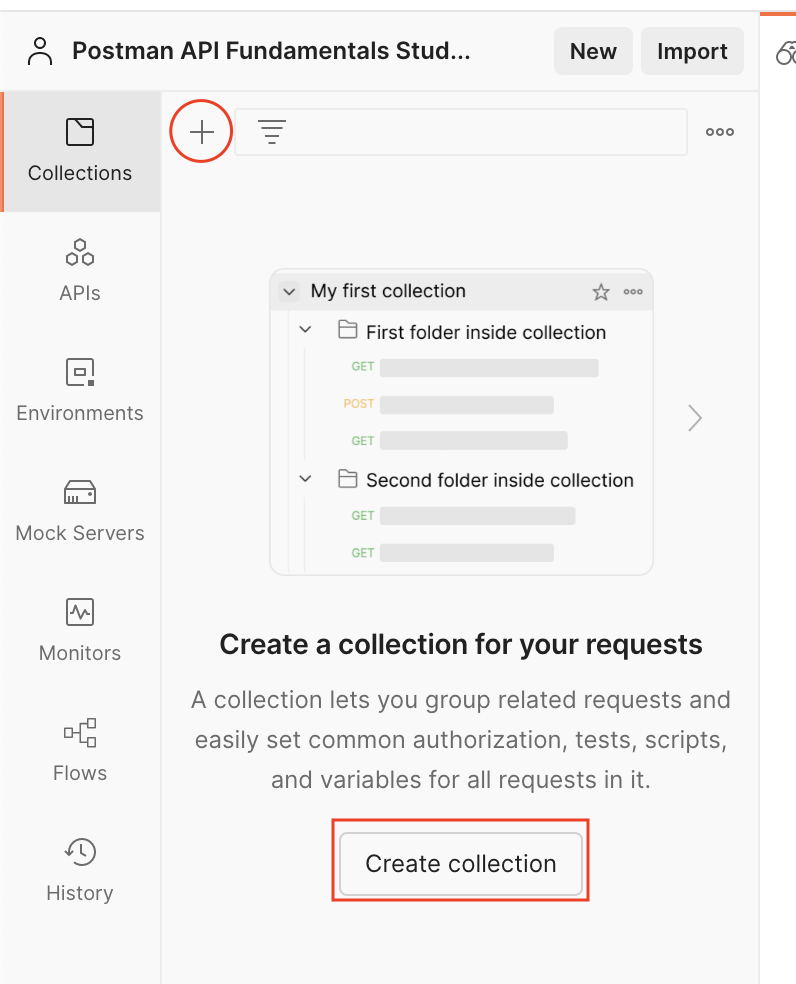 Postman API Fundamentals Stud...
New
Import
Collections
APIs
Environments
Mock Servers
Monitors
Flows
History
My first collection
First folder inside collection
GET
POST
GET
Second folder inside collection
GET
GET
Create a collection for your requests
A collection lets you group related requests and
easily set common authorization, tests, scripts,
and variables for all requests in it.
Create collection